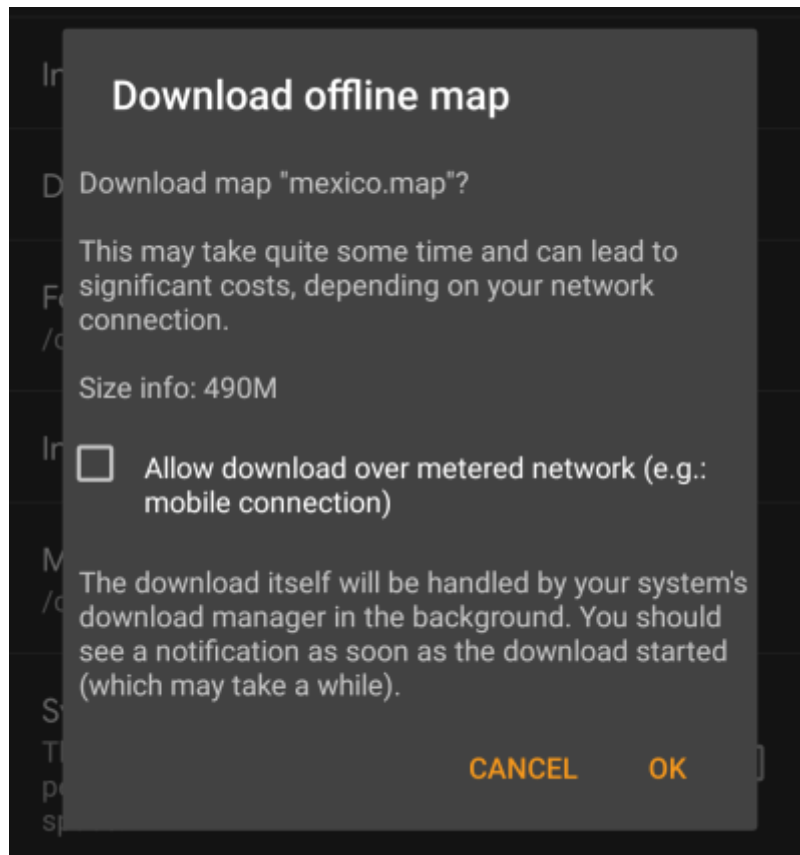 Download offline map
Download map "mexico.map"?
This may take quite some time and can lead to
significant costs, depending on your network
connection.
Size info: 490M
Allow download over metered network (e.g.:
mobile connection)
The download itself will be handled by your system's
download manager in the background. You should
see a notification as soon as the download started
(which may take a while).
CANCEL OK